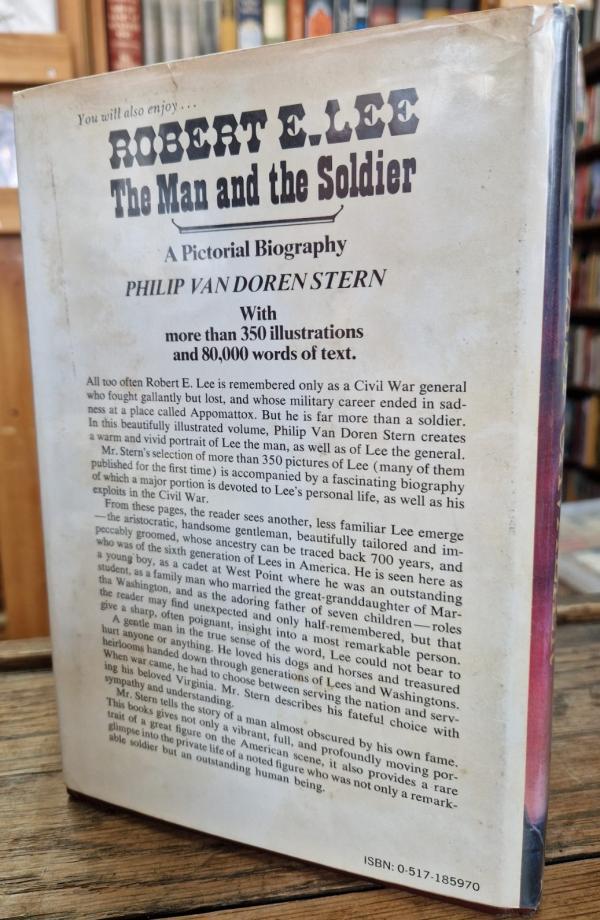 You will also enjoy . . .
ROBERT E. LEE
The Man and the Soldier
A Pictorial Biography
PHILIP VAN DOREN STERN
With
more than 350 illustrations
and 80,000 words of text.
All too often Robert E. Lee is remembered only as a Civil War general
who fought gallantly but lost, and whose military career ended in sad-
ness at a place called Appomattox. But he is far more than a soldier.
In this beautifully illustrated volume, Philip Van Doren Stern creates
a warm and vivid portrait of Lee the man, as well as of Lee the general.
Mr. Stern's selection of more than 350 pictures of Lee (many of them
published for the first time) is accompanied by a fascinating biography
of which a major portion is devoted to Lee's personal life, as well as his
exploits in the Civil War.
From these pages, the reader sees another, less familiar Lee emerge
—the aristocratic, handsome gentleman, beautifully tailored and im-
peccably groomed, whose ancestry can be traced back 700 years, and
who was of the sixth generation of Lees in America. He is seen here as
a young boy, as a cadet at West Point where he was an outstanding
student, as a family man who married the great-granddaughter of Mar-
tha Washington, and as the adoring father of seven children—roles
the reader may find unexpected and only half-remembered, but that
give a sharp, often poignant, insight into a most remarkable person.
A gentle man in the true sense of the word, Lee could not bear to
hurt anyone or anything. He loved his dogs and horses and treasured
heirlooms handed down through generations of Lees and Washingtons.
When war came, he had to choose between serving the nation and serv-
ing his beloved Virginia. Mr. Stern describes his fateful choice with
sympathy and understanding.
Mr. Stern tells the story of a man almost obscured by his own fame.
This books gives not only a vibrant, full, and profoundly moving por-
trait of a great figure on the American scene, it also provides a rare
glimpse into the private life of a noted figure who was not only a remark-
able soldier but an outstanding human being.
ISBN: 0-517-185970